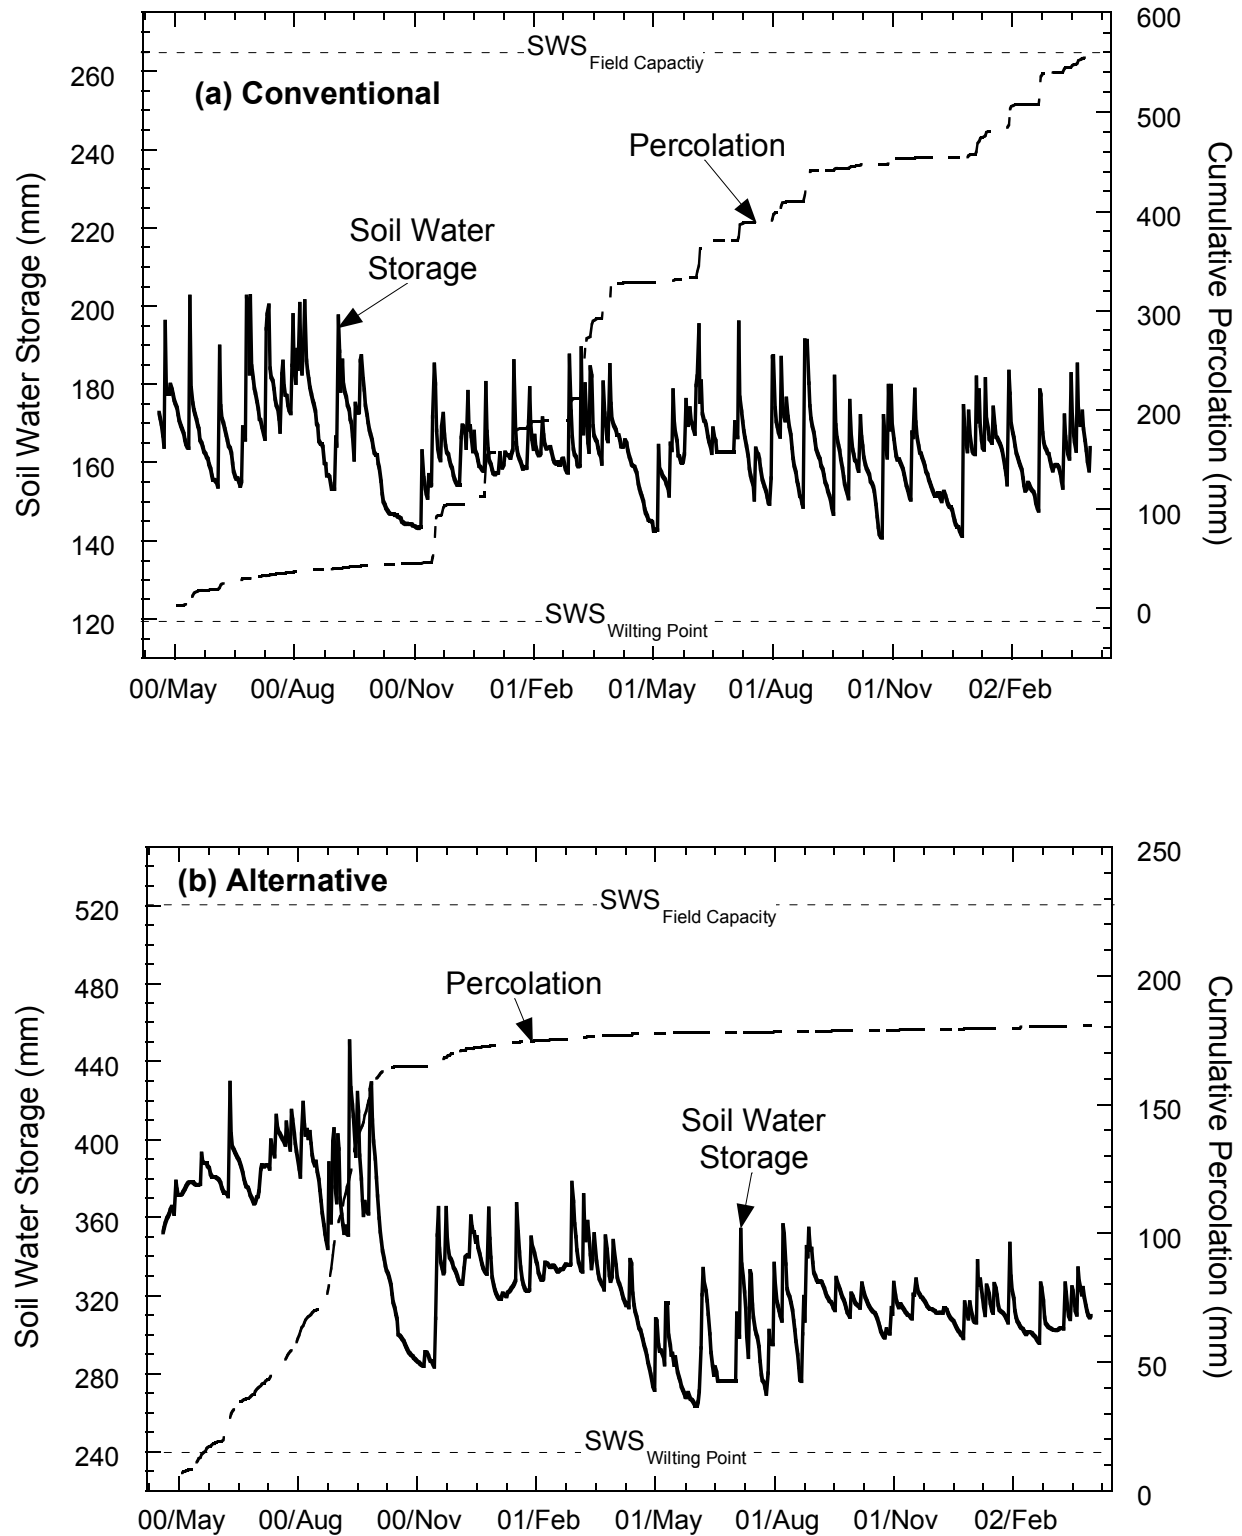 600
SWS Field Capactiy
260
(a) Conventional
500
240
Percolation
220
Soil Water
Storage
400
200
300
180
200
160
100
140
0
120
SWS Wilting Point
Soil Water Storage (mm)
Cumulative Percolation (mm)
00/May 00/Aug 00/Nov 01/Feb 01/May 01/Aug 01/Nov 02/Feb
250
(b) Alternative
520
SWS Field Capacity
480
Percolation
200
440
Soil Water
Storage
150
400
360
100
320
280
50
240
SWS Wilting Point
0
Soil Water Storage (mm)
Cumulative Percolation (mm)
00/May 00/Aug 00/Nov 01/Feb 01/May 01/Aug 01/Nov 02/Feb